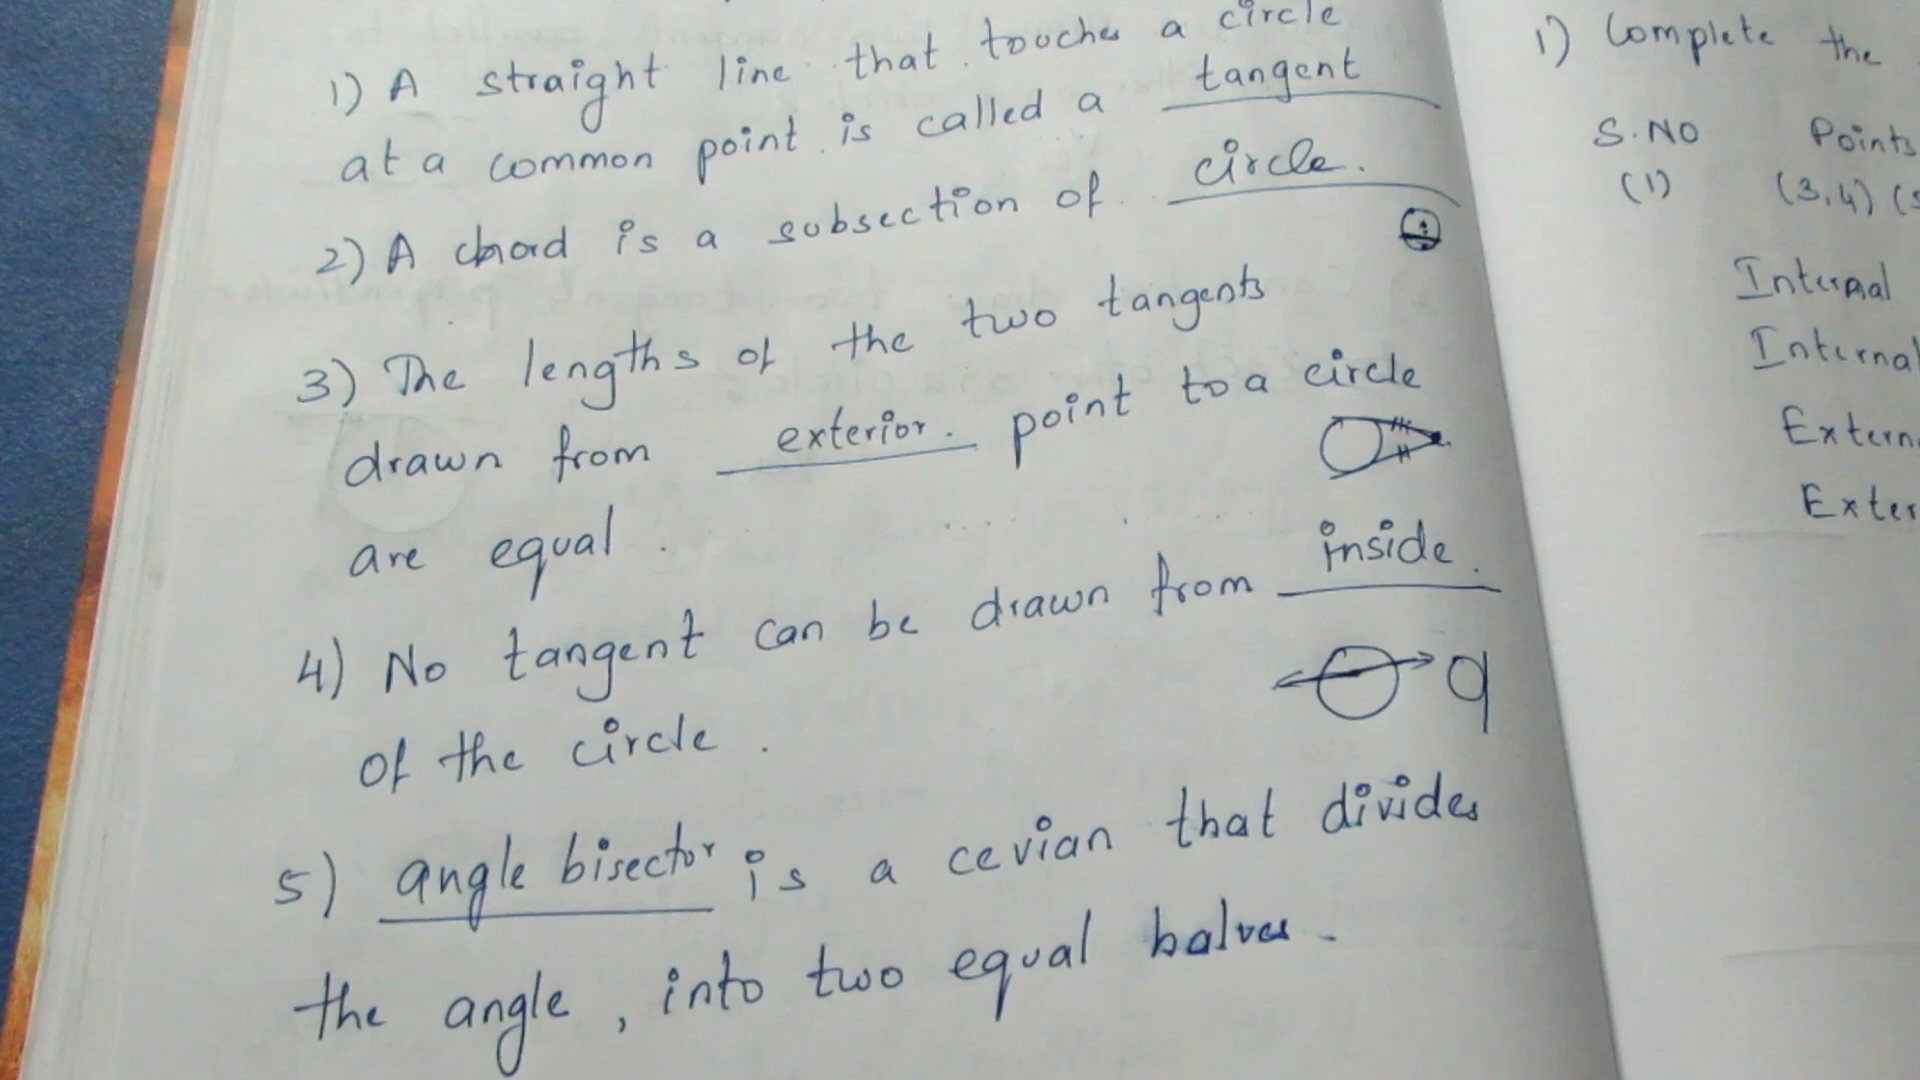 1) A straight line that touches a circle
at a common point is called a tangent
2) A chord is a subsection of circle.
3) The lengths of the two tangents
drawn from exterior. point to a circle
are equal.
4) No tangent can be drawn from inside.
of the circle.
5) angle bisector is a cevian that divides
the angle, into two equal halves.
1) Complete the
S.NO Points
(1) (3,4) (5
Internal
Internal
Extern
Exter